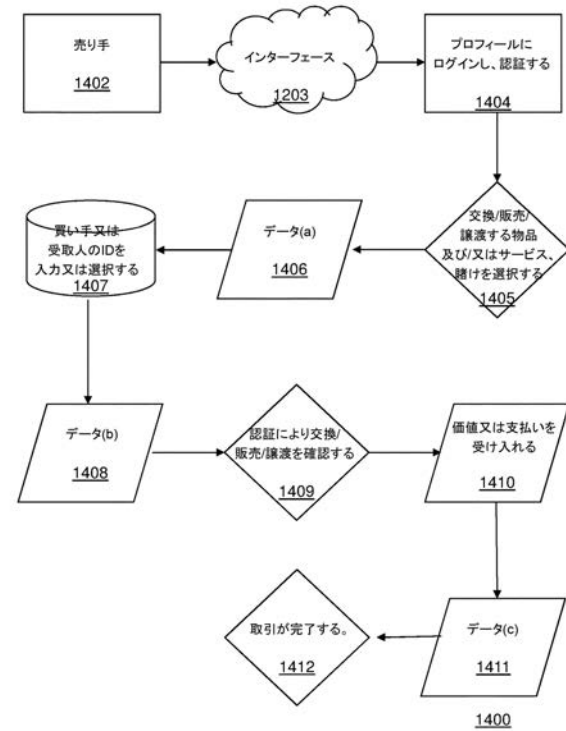 売り手
1402
インターフェース
1203
プロフィールに
ログインし、認証する
1404
交換/販売/
譲渡する物品
及び/又はサービス、
賭けを選択する
1405
データ(a)
1406
買い手又は
受取人のIDを
入力又は選択する
1407
データ(b)
1408
認証により交換/
販売/譲渡を確認する
1409
価値又は支払いを
受け入れる
1410
データ(c)
1411
取引が完了する。
1412
1400